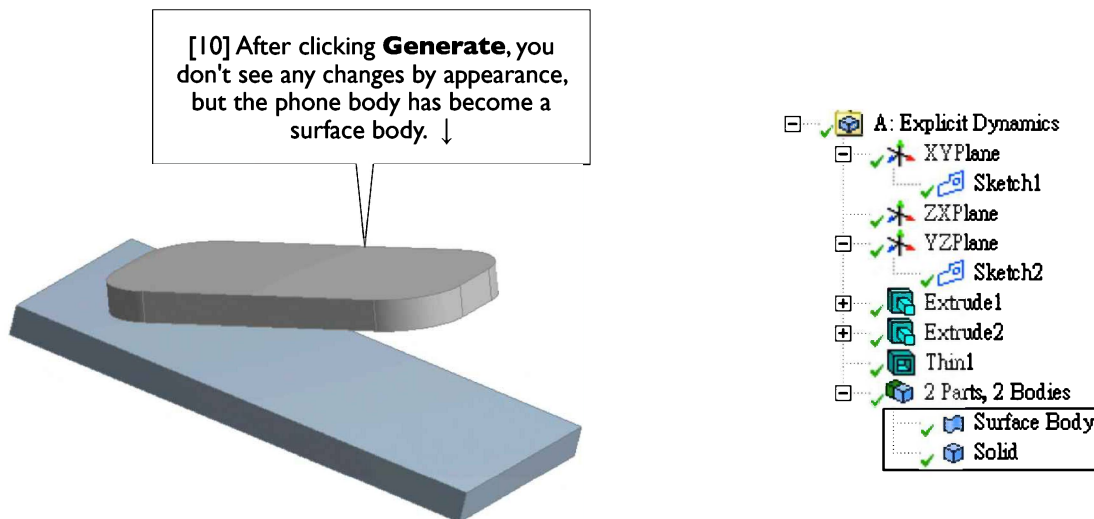 [10] After clicking Generate, you
don't see any changes by appearance,
but the phone body has become a
surface body. ↓
A: Explicit Dynamics
XYPlane
Sketch1
ZXPlane
YZPlane
Sketch2
Extrude1
Extrude2
Thin1
2 Parts, 2 Bodies
Surface Body
Solid